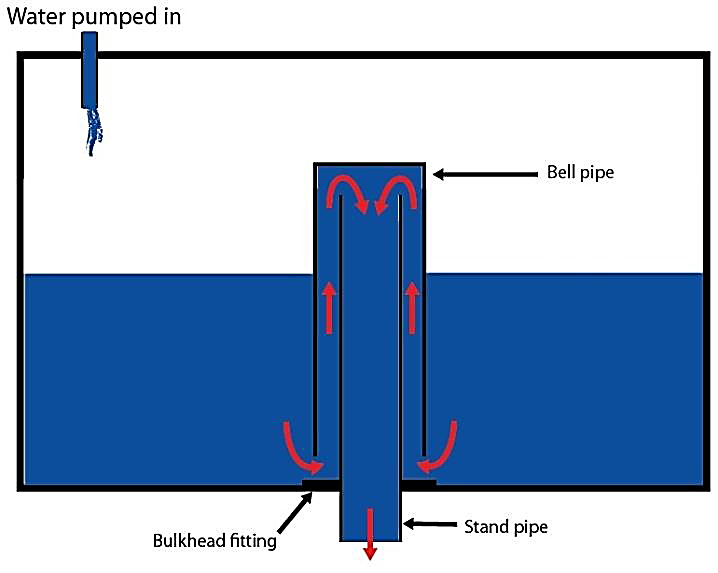 Water pumped in
Bell pipe
Stand pipe
Bulkhead fitting